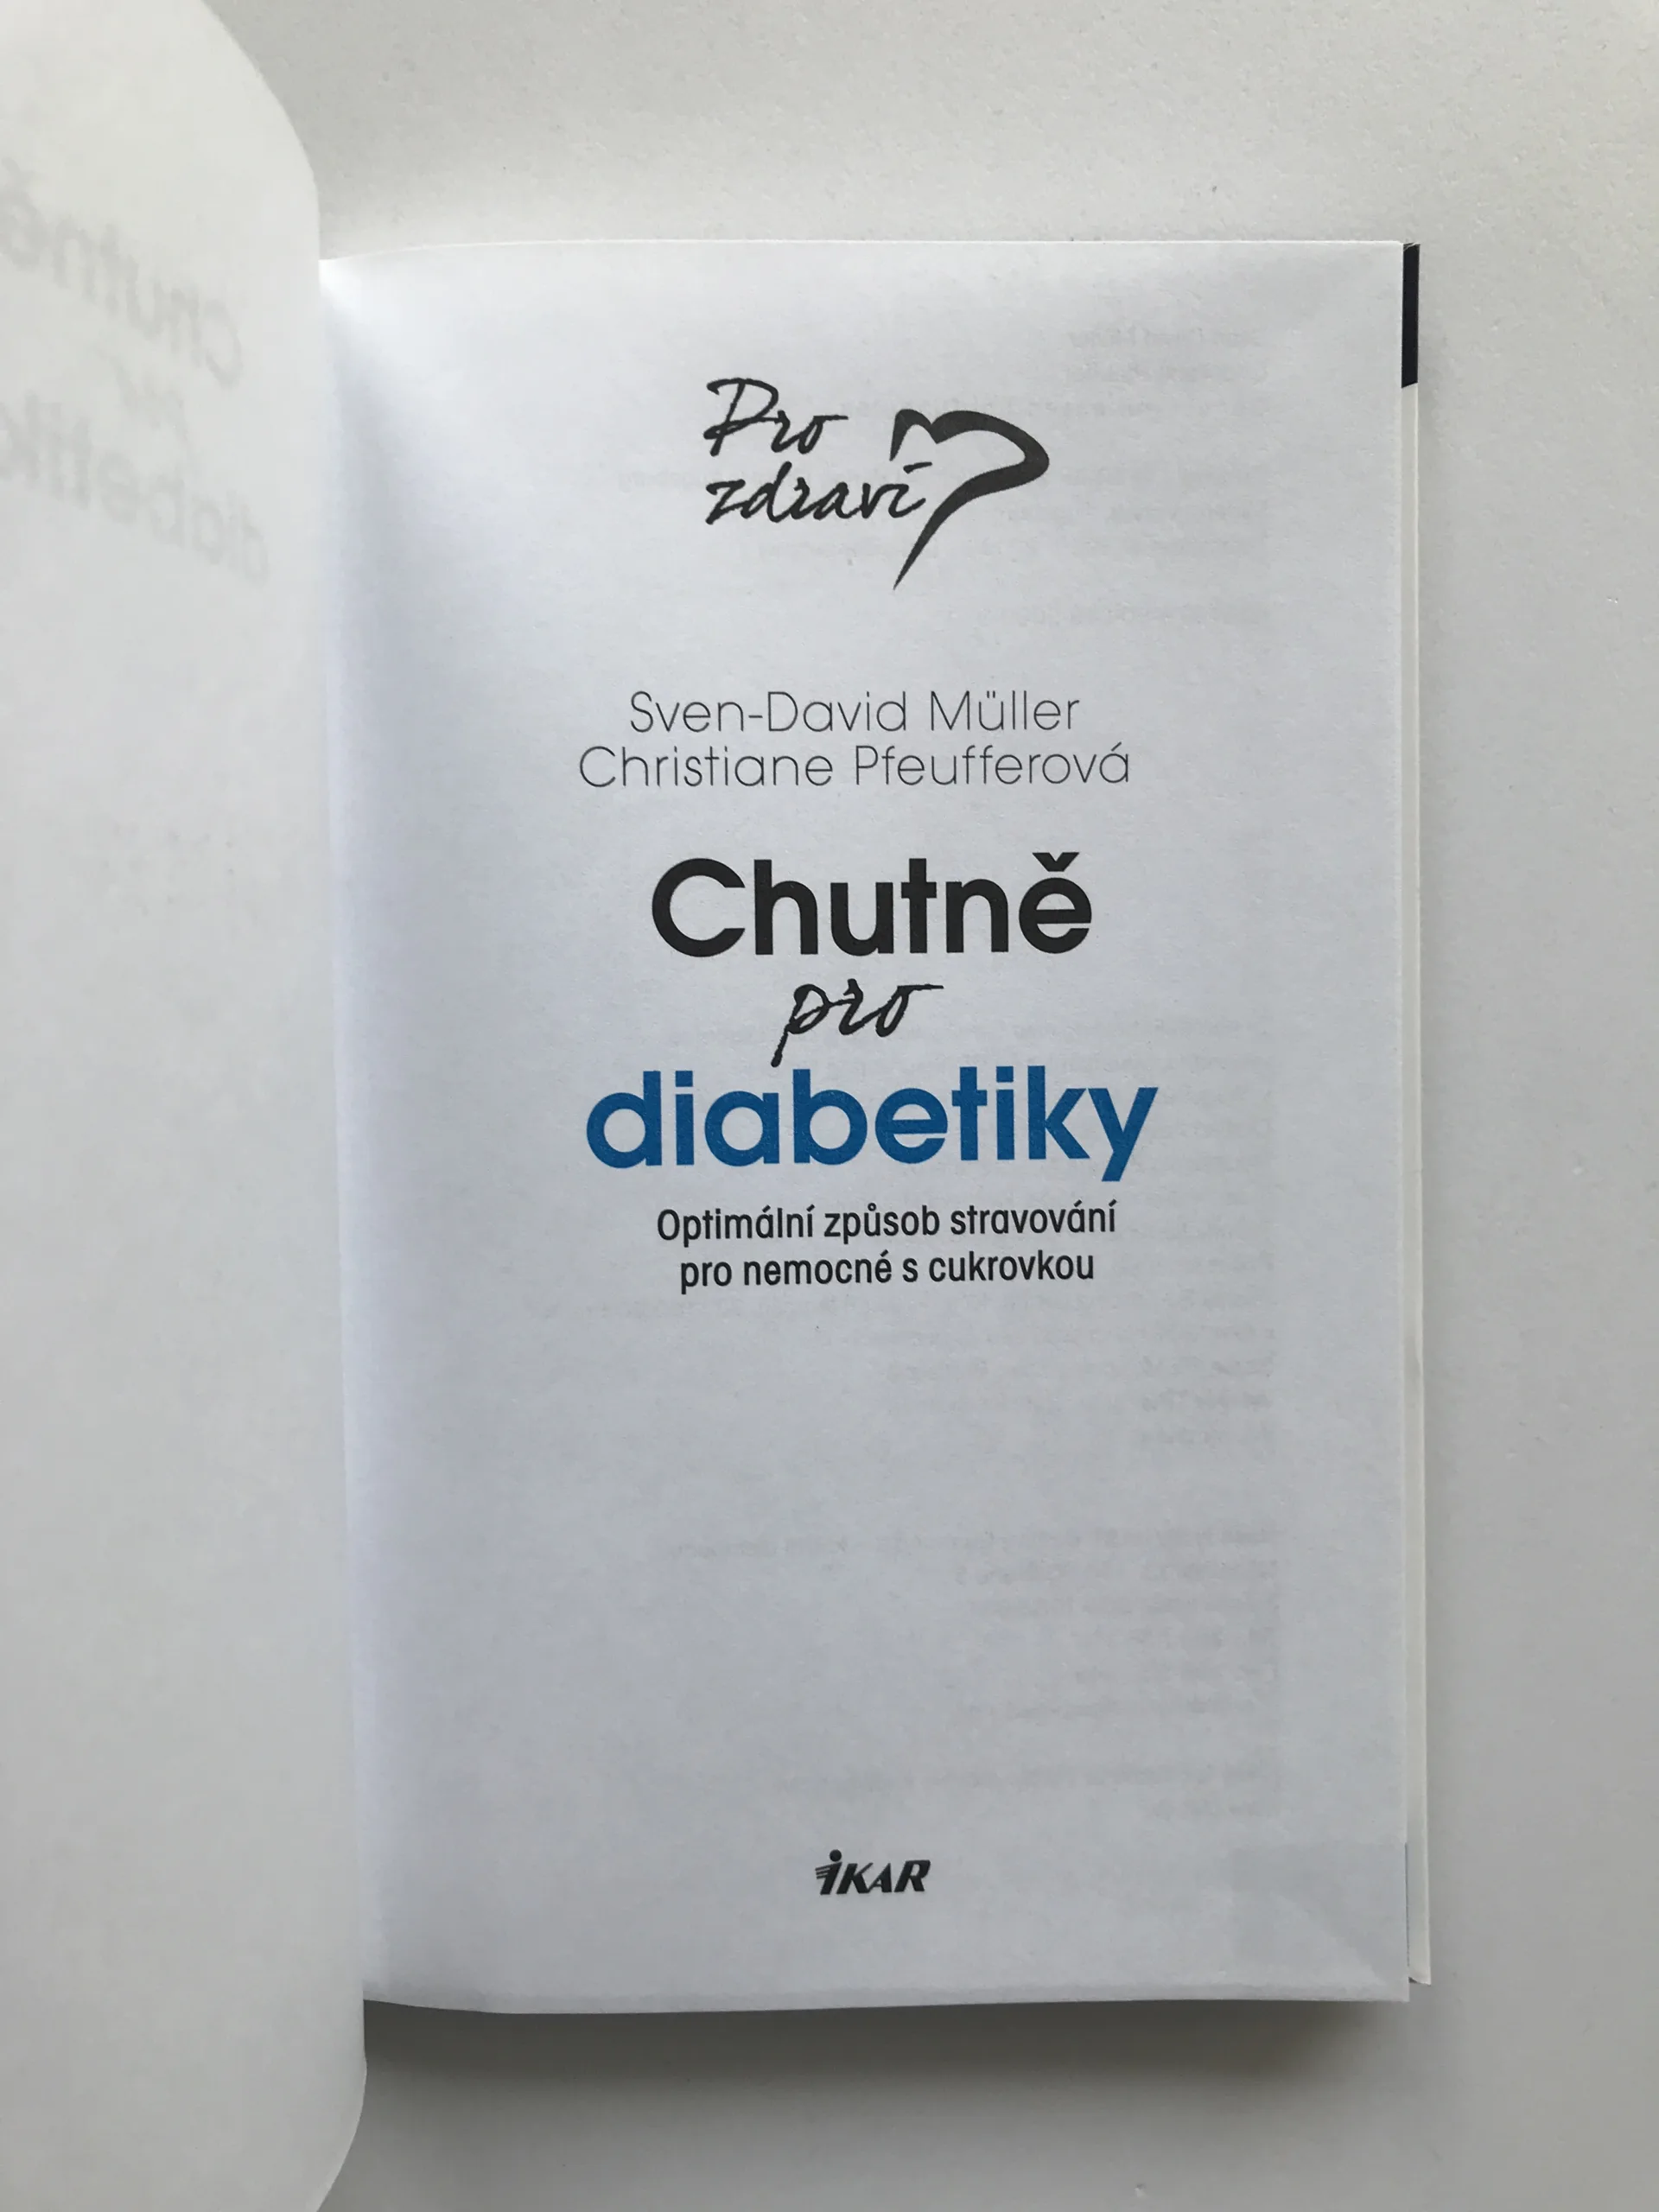 Pro
zdraví
Sven-David Müller
Christiane Pfeufferová
Chutně
pro
diabetiky
Optimální způsob stravování
pro nemocné s cukrovkou
iKAR